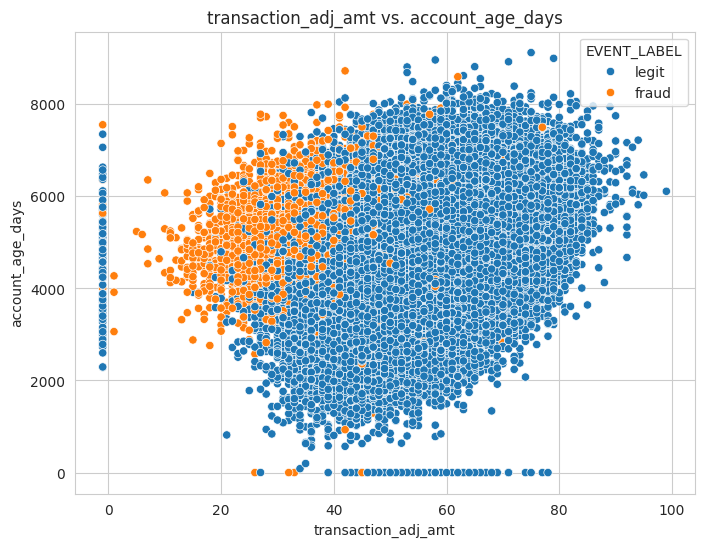 transaction_adj_amt vs. account_age_days
EVENT_LABEL
legit
fraud
8000
6000
4000
2000
0
account_age_days
0
20
40
60
80
100
transaction_adj_amt